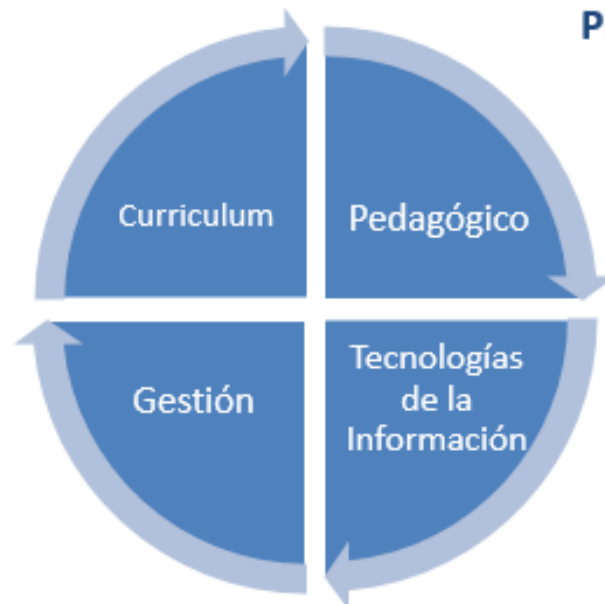 P
Curriculum
Pedagógico
Gestión
Tecnologías
de la
Información